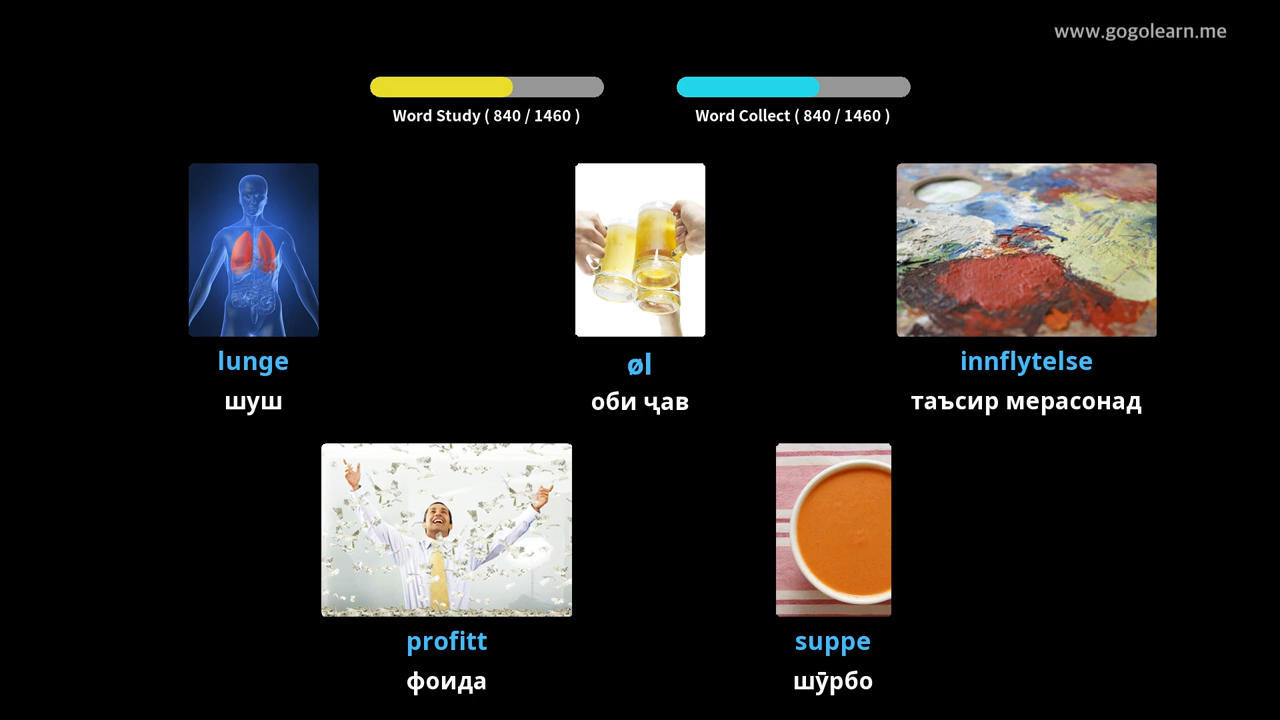 www.gogolearn.me
Word Study ( 840 / 1460 )
Word Collect ( 840 / 1460 )
lunge
øl
innflytelse
шуш
оби ҷав
таъсир мерасонад
profitt
suppe
фоида
шӯрбо